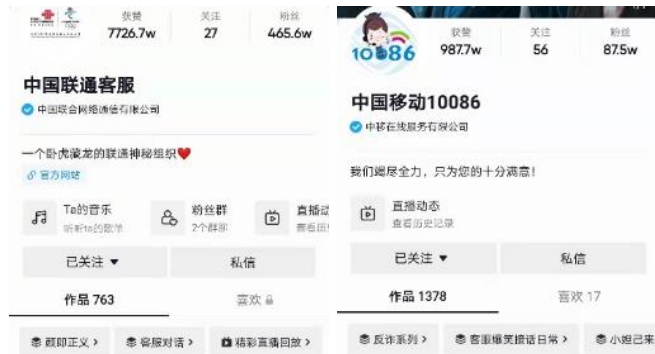 获赞 关注 粉丝
7726.7w 27 465.6w
中国联通客服
中国联合网络通信有限公司
一个卧虎藏龙的联通神秘组织❤
官方网站
Ta的音乐 粉丝群 直播动
听听ta的歌单 2个群聊 查看历
已关注 ▼ 私信
作品 763 喜欢
颜即正义 > 客服对话 > 精彩直播回放 >
10086
获赞 关注 粉丝
987.7w 56 87.5w
中国移动10086
中移在线服务有限公司
我们竭尽全力，只为您的十分满意！
直播动态
查看历史记录
已关注 ▼ 私信
作品 1378 喜欢 17
反诈系列 > 客服爆笑接话日常 > 小妲己来